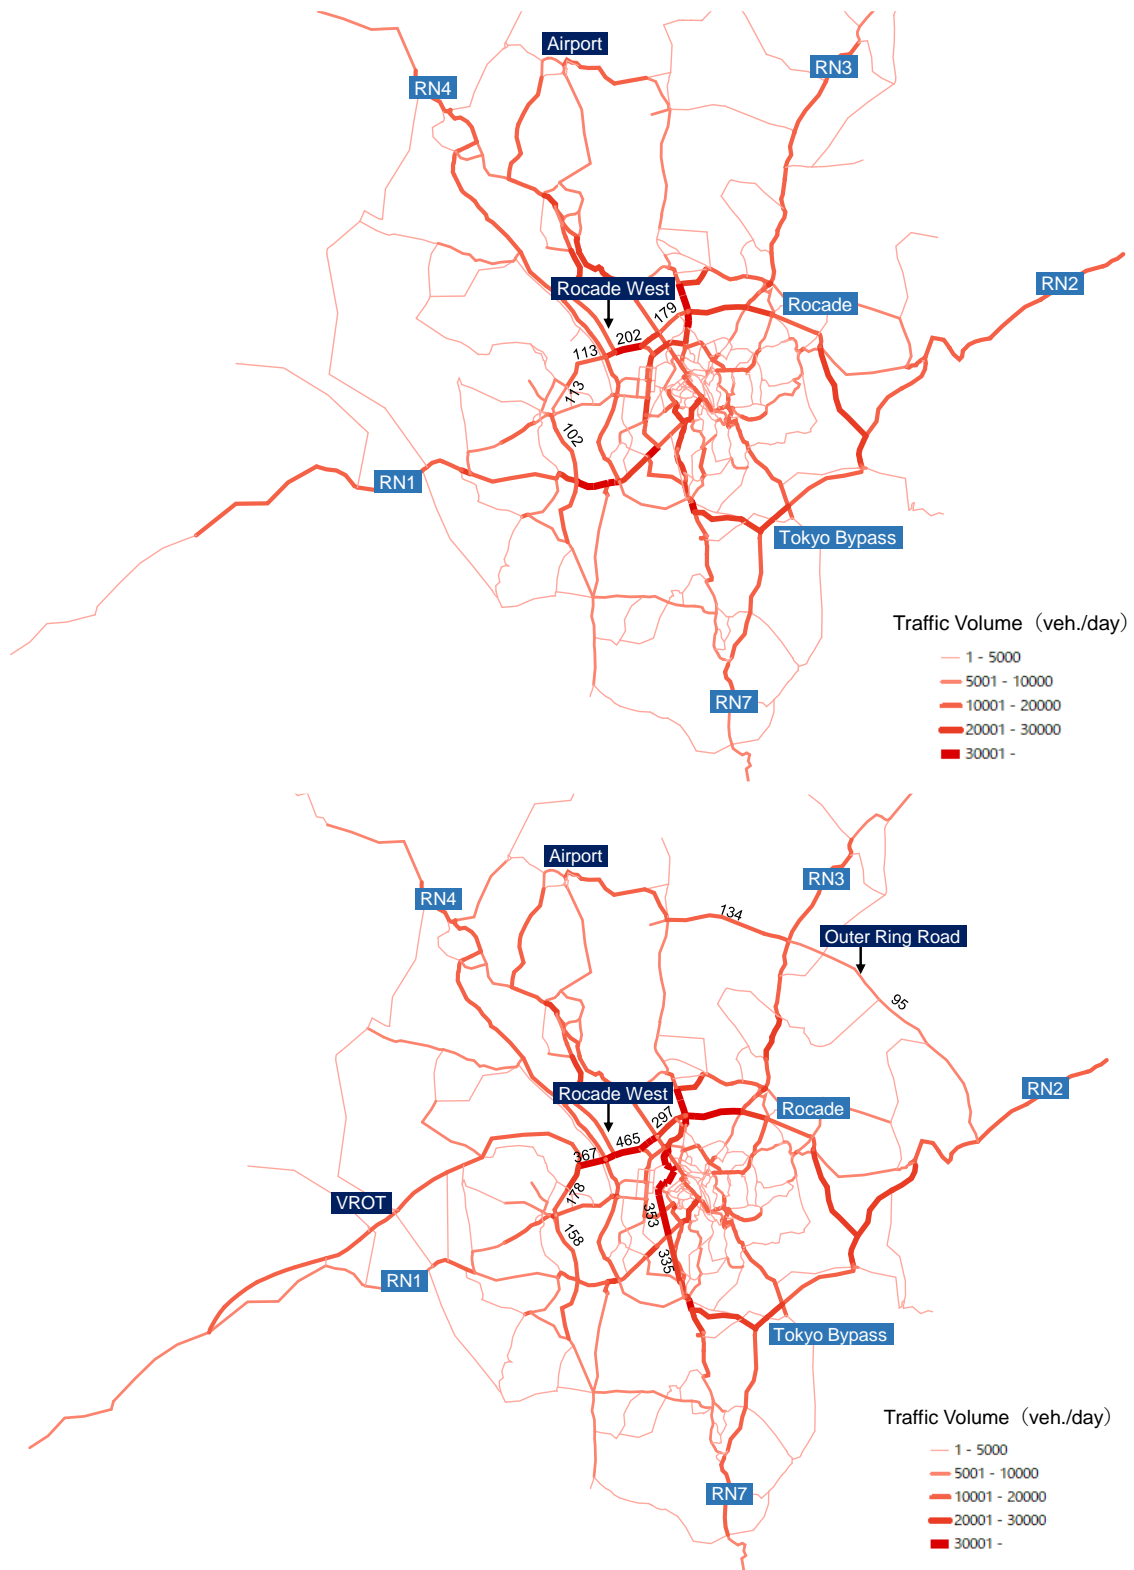 Airport
RN3
RN4
RN2
Rocade West
Rocade
179
202
113
113
102
RN1
Tokyo Bypass
Traffic Volume（veh./day）
1 - 5000
5001 - 10000
10001 - 20000
20001 - 30000
30001 -
RN7
Airport
RN3
RN4
134
Outer Ring Road
95
RN2
Rocade West
Rocade
297
465
367
178
VROT
353
158
335
RN1
Tokyo Bypass
Traffic Volume（veh./day）
1 - 5000
5001 - 10000
10001 - 20000
20001 - 30000
30001 -
RN7